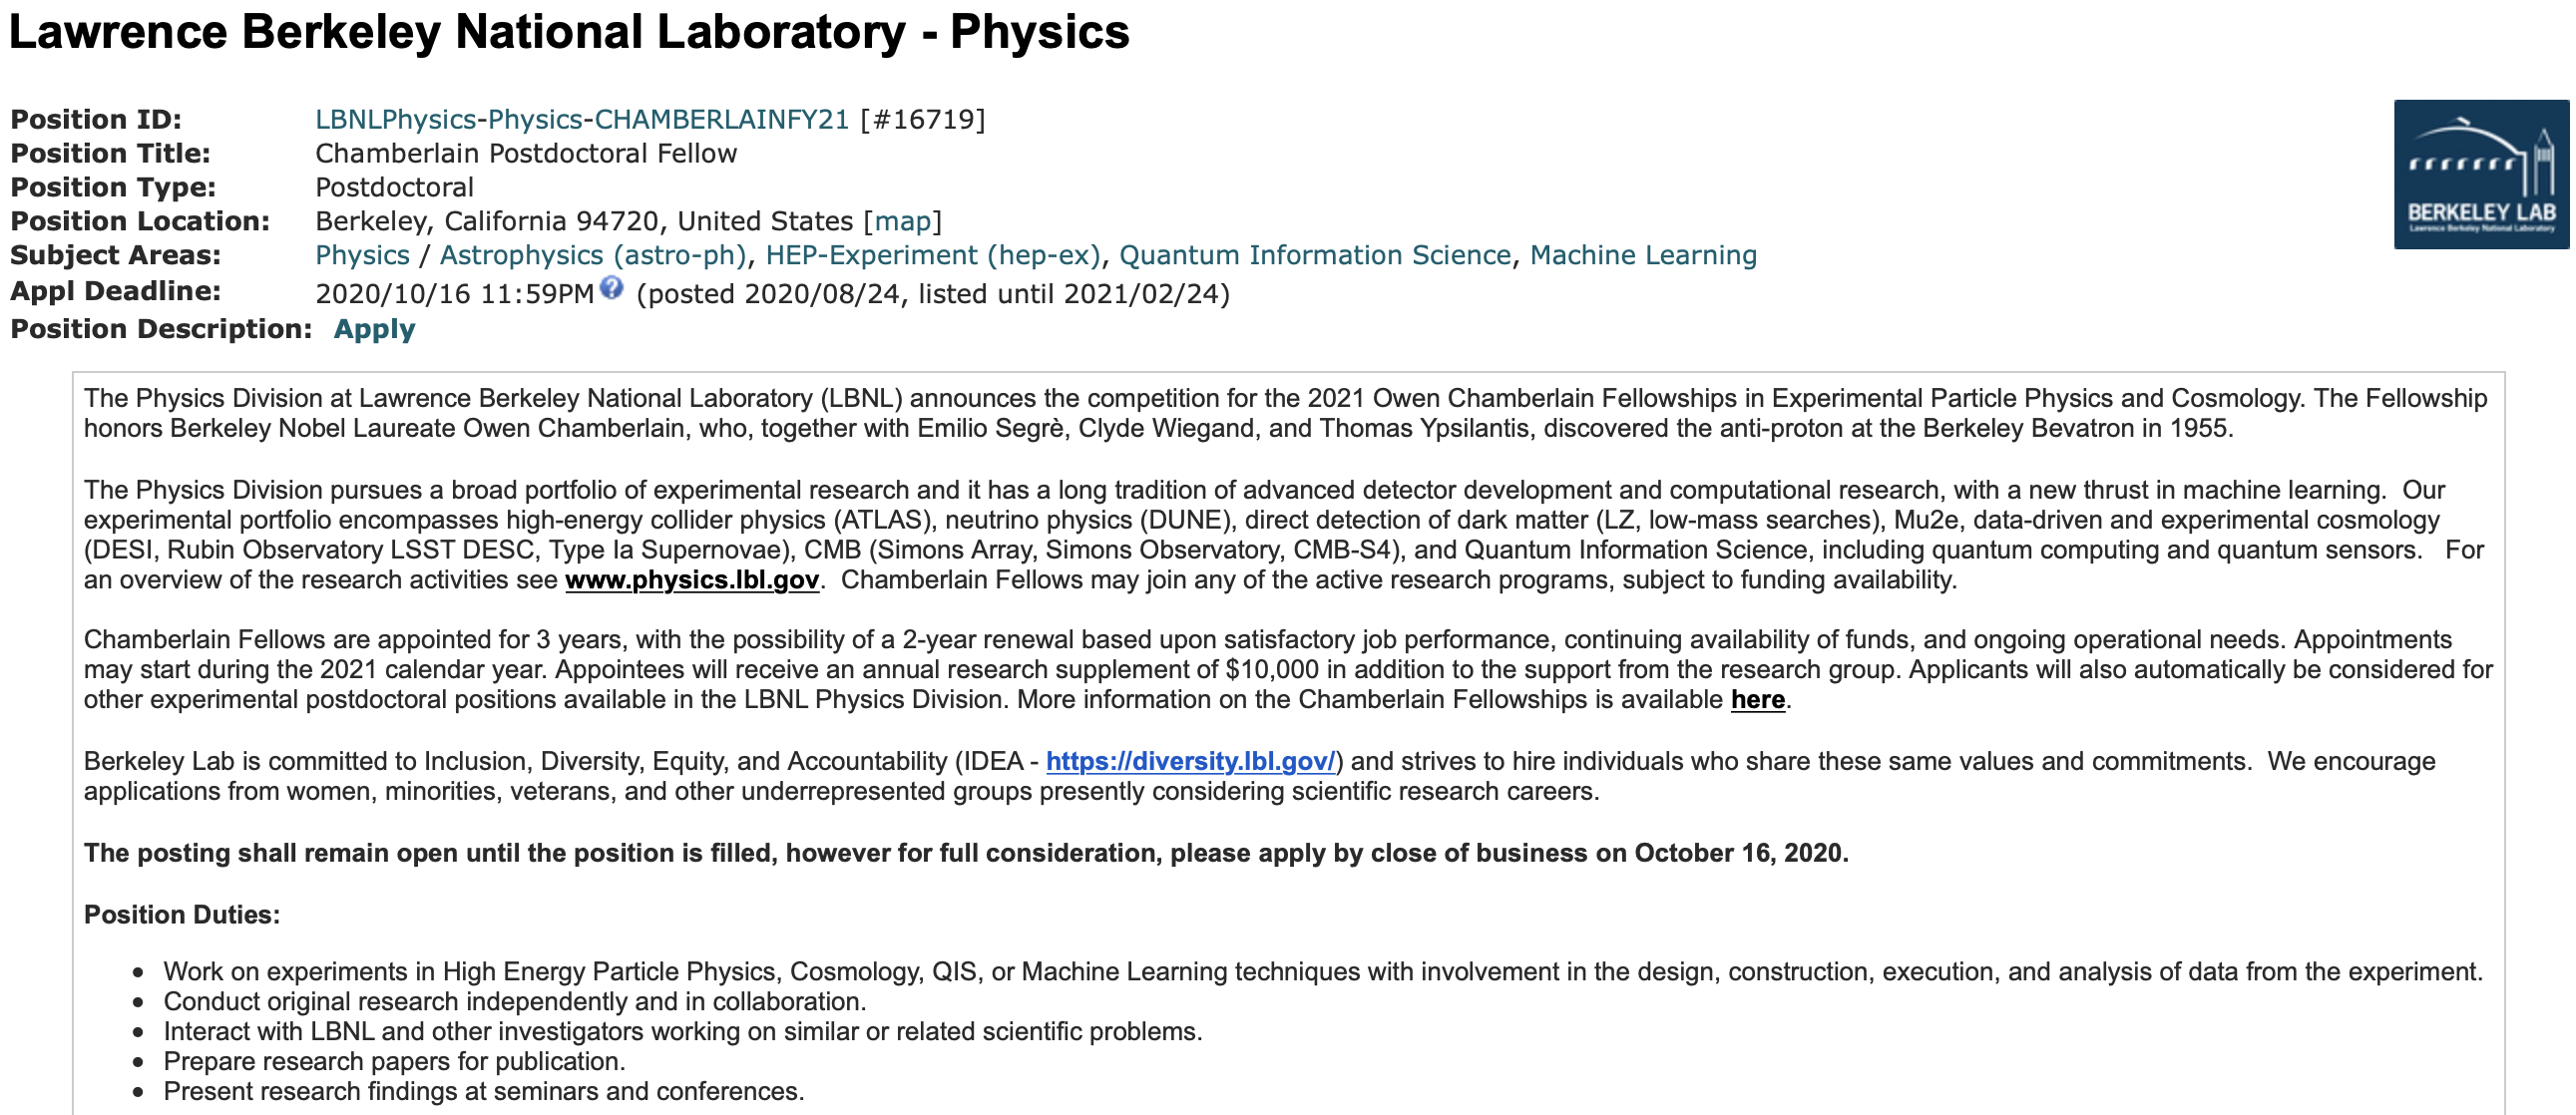 Lawrence Berkeley National Laboratory - Physics
Position ID: LBNLPhysics-Physics-CHAMBERLAINFY21 [#16719]
Position Title: Chamberlain Postdoctoral Fellow
Position Type: Postdoctoral
Position Location: Berkeley, California 94720, United States [map]
Subject Areas: Physics / Astrophysics (astro-ph), HEP-Experiment (hep-ex), Quantum Information Science, Machine Learning
Appl Deadline: 2020/10/16 11:59PM ? (posted 2020/08/24, listed until 2021/02/24)
Position Description: Apply
BERKELEY LAB
Lawrence Berkeley National Laboratory
The Physics Division at Lawrence Berkeley National Laboratory (LBNL) announces the competition for the 2021 Owen Chamberlain Fellowships in Experimental Particle Physics and Cosmology. The Fellowship
honors Berkeley Nobel Laureate Owen Chamberlain, who, together with Emilio Segrè, Clyde Wiegand, and Thomas Ypsilantis, discovered the anti-proton at the Berkeley Bevatron in 1955.
The Physics Division pursues a broad portfolio of experimental research and it has a long tradition of advanced detector development and computational research, with a new thrust in machine learning.  Our
experimental portfolio encompasses high-energy collider physics (ATLAS), neutrino physics (DUNE), direct detection of dark matter (LZ, low-mass searches), Mu2e, data-driven and experimental cosmology
(DESI, Rubin Observatory LSST DESC, Type Ia Supernovae), CMB (Simons Array, Simons Observatory, CMB-S4), and Quantum Information Science, including quantum computing and quantum sensors.   For
an overview of the research activities see www.physics.lbl.gov.  Chamberlain Fellows may join any of the active research programs, subject to funding availability.
Chamberlain Fellows are appointed for 3 years, with the possibility of a 2-year renewal based upon satisfactory job performance, continuing availability of funds, and ongoing operational needs. Appointments
may start during the 2021 calendar year. Appointees will receive an annual research supplement of $10,000 in addition to the support from the research group. Applicants will also automatically be considered for
other experimental postdoctoral positions available in the LBNL Physics Division. More information on the Chamberlain Fellowships is available here.
Berkeley Lab is committed to Inclusion, Diversity, Equity, and Accountability (IDEA - https://diversity.lbl.gov/) and strives to hire individuals who share these same values and commitments.  We encourage
applications from women, minorities, veterans, and other underrepresented groups presently considering scientific research careers.
The posting shall remain open until the position is filled, however for full consideration, please apply by close of business on October 16, 2020.
Position Duties:
• Work on experiments in High Energy Particle Physics, Cosmology, QIS, or Machine Learning techniques with involvement in the design, construction, execution, and analysis of data from the experiment.
• Conduct original research independently and in collaboration.
• Interact with LBNL and other investigators working on similar or related scientific problems.
• Prepare research papers for publication.
• Present research findings at seminars and conferences.